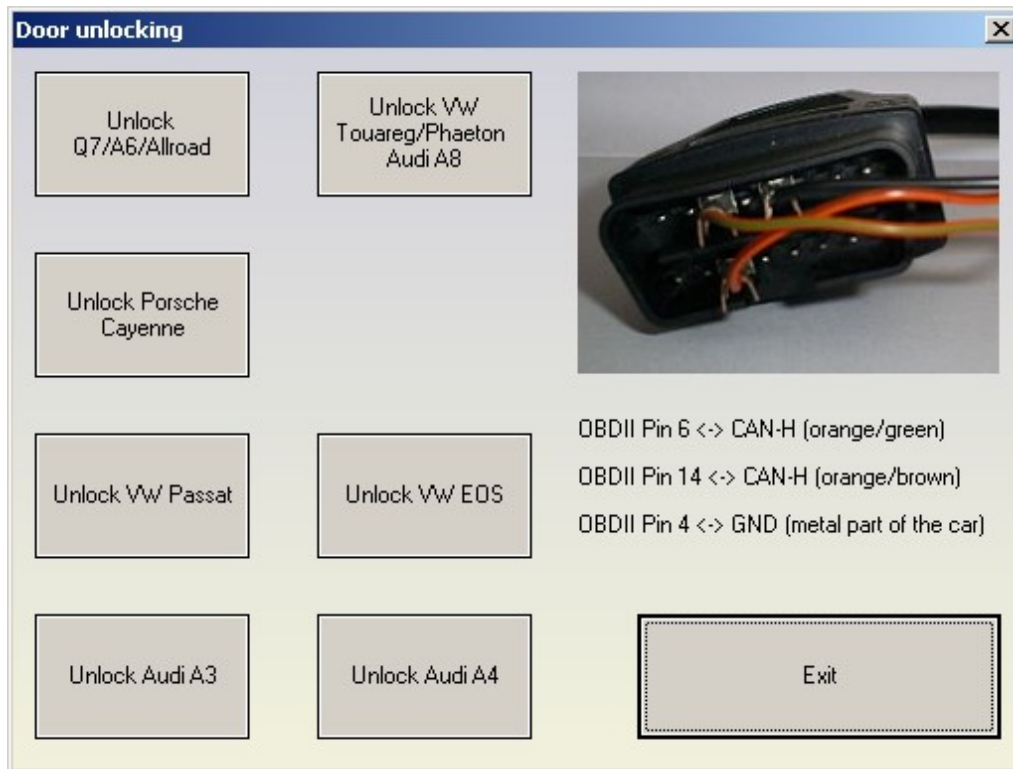 Door unlocking
Unlock
Q7/A6/Allroad
Unlock VW
Touareg/Phaeton
Audi A8
Unlock Porsche
Cayenne
Unlock VW Passat
Unlock VW EOS
Unlock Audi A3
Unlock Audi A4
OBDII Pin 6 <-> CAN-H (orange/green)
OBDII Pin 14 <-> CAN-H (orange/brown)
OBDII Pin 4 <-> GND (metal part of the car)
Exit